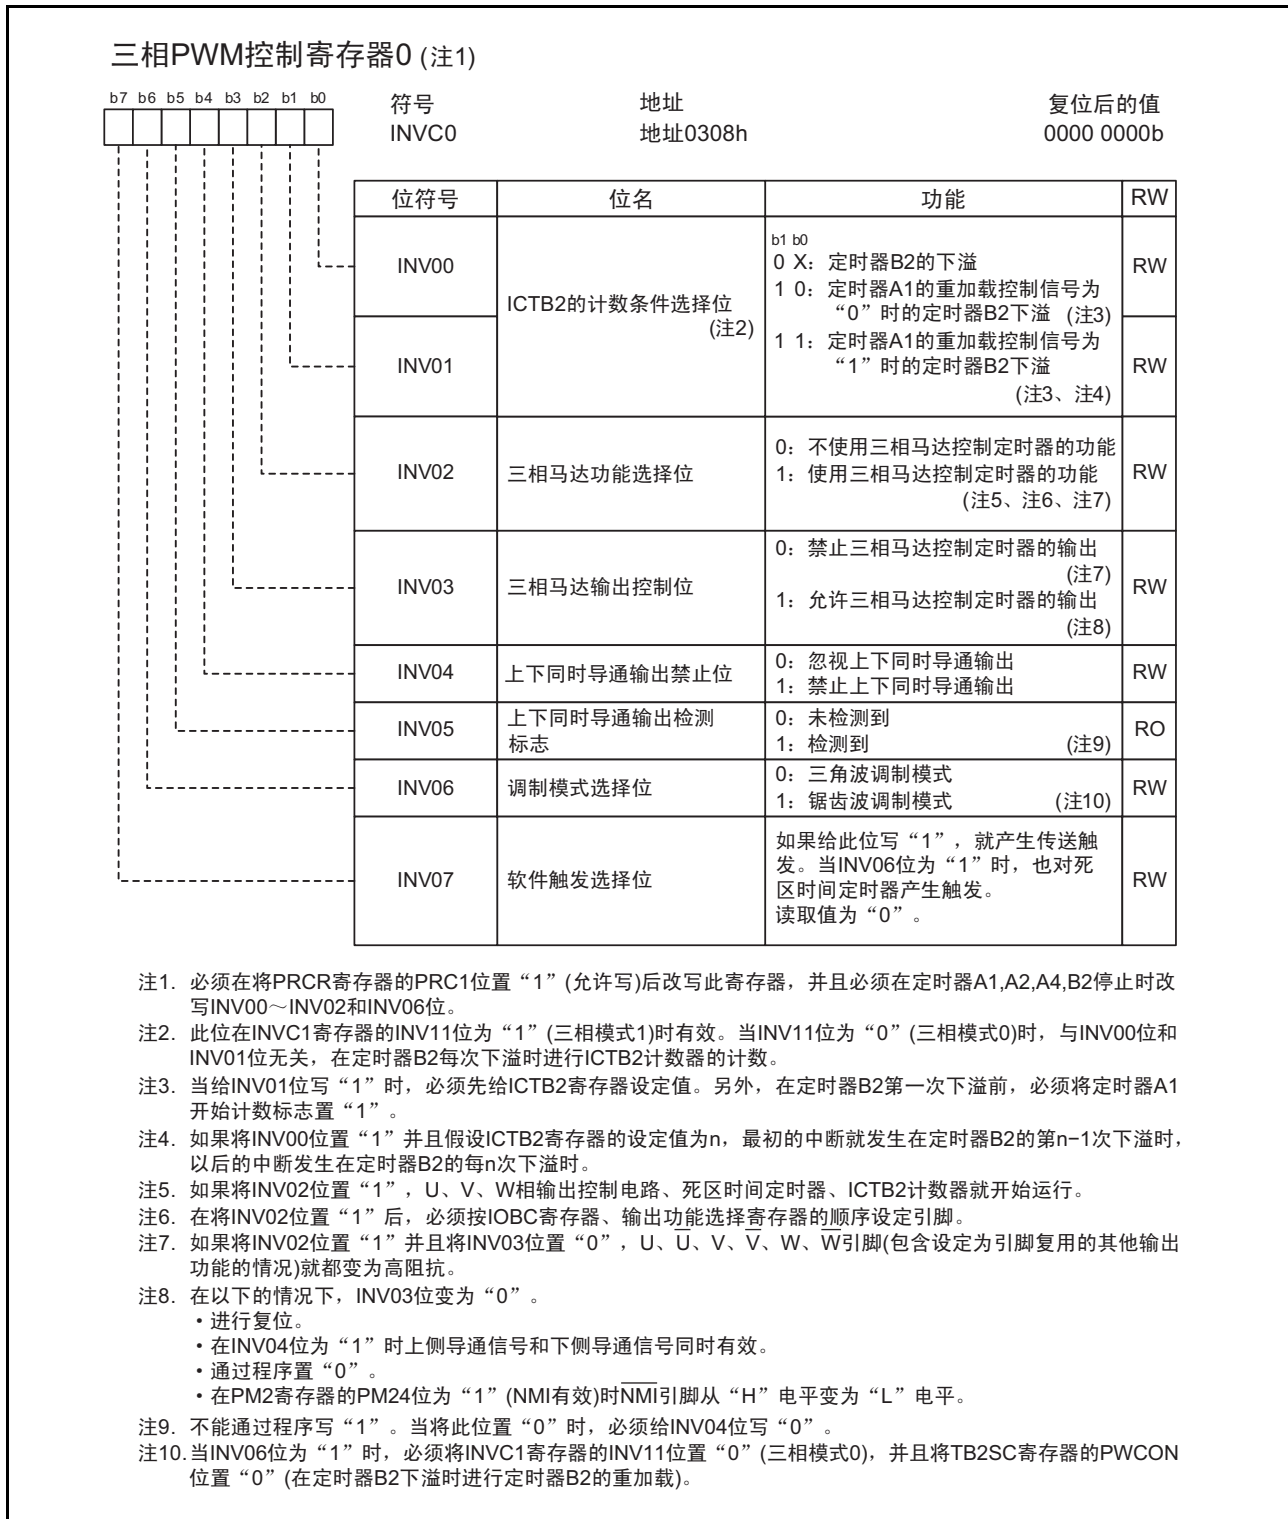 三相PWM控制寄存器0 (注1)
b7 b6 b5 b4 b3 b2 b1 b0
符号 地址 复位后的值
INVC0 地址0308h 0000 0000b
位符号 位名 功能 RW
INV00
INV01
ICTB2的计数条件选择位
(注2)
b1 b0
0 X：定时器B2的下溢
1 0：定时器A1的重加载控制信号为
“0”时的定时器B2下溢 (注3)
1 1：定时器A1的重加载控制信号为
“1”时的定时器B2下溢
(注3、注4)
RW
RW
INV02 三相马达功能选择位
0：不使用三相马达控制定时器的功能
1：使用三相马达控制定时器的功能
(注5、注6、注7)
RW
INV03 三相马达输出控制位
0：禁止三相马达控制定时器的输出
(注7)
1：允许三相马达控制定时器的输出
(注8)
RW
INV04 上下同时导通输出禁止位
0：忽视上下同时导通输出
1：禁止上下同时导通输出
RW
INV05
上下同时导通输出检测
标志
0：未检测到
1：检测到 (注9)
RO
INV06 调制模式选择位
0：三角波调制模式
1：锯齿波调制模式 (注10)
RW
INV07 软件触发选择位
如果给此位写“1”，就产生传送触
发。当INV06位为“1”时，也对死
区时间定时器产生触发。
读取值为“0”。
RW
注1. 必须在将PRCR寄存器的PRC1位置“1”(允许写)后改写此寄存器，并且必须在定时器A1,A2,A4,B2停止时改
写INV00～INV02和INV06位。
注2. 此位在INVC1寄存器的INV11位为“1”(三相模式1)时有效。当INV11位为“0”(三相模式0)时，与INV00位和
INV01位无关，在定时器B2每次下溢时进行ICTB2计数器的计数。
注3. 当给INV01位写“1”时，必须先给ICTB2寄存器设定值。另外，在定时器B2第一次下溢前，必须将定时器A1
开始计数标志置“1”。
注4. 如果将INV00位置“1”并且假设ICTB2寄存器的设定值为n，最初的中断就发生在定时器B2的第n−1次下溢时，
以后的中断发生在定时器B2的每n次下溢时。
注5. 如果将INV02位置“1”，U、V、W相输出控制电路、死区时间定时器、ICTB2计数器就开始运行。
注6. 在将INV02位置“1”后，必须按IOBC寄存器、输出功能选择寄存器的顺序设定引脚。
注7. 如果将INV02位置“1”并且将INV03位置“0”，U、U̅、V、V̅、W、W̅引脚(包含设定为引脚复用的其他输出
功能的情况)就都变为高阻抗。
注8. 在以下的情况下，INV03位变为“0”。
・进行复位。
・在INV04位为“1”时上侧导通信号和下侧导通信号同时有效。
・通过程序置“0”。
・在PM2寄存器的PM24位为“1”(NMI有效)时N̅M̅I̅引脚从“H”电平变为“L”电平。
注9. 不能通过程序写“1”。当将此位置“0”时，必须给INV04位写“0”。
注10.当INV06位为“1”时，必须将INVC1寄存器的INV11位置“0”(三相模式0)，并且将TB2SC寄存器的PWCON
位置“0”(在定时器B2下溢时进行定时器B2的重加载)。